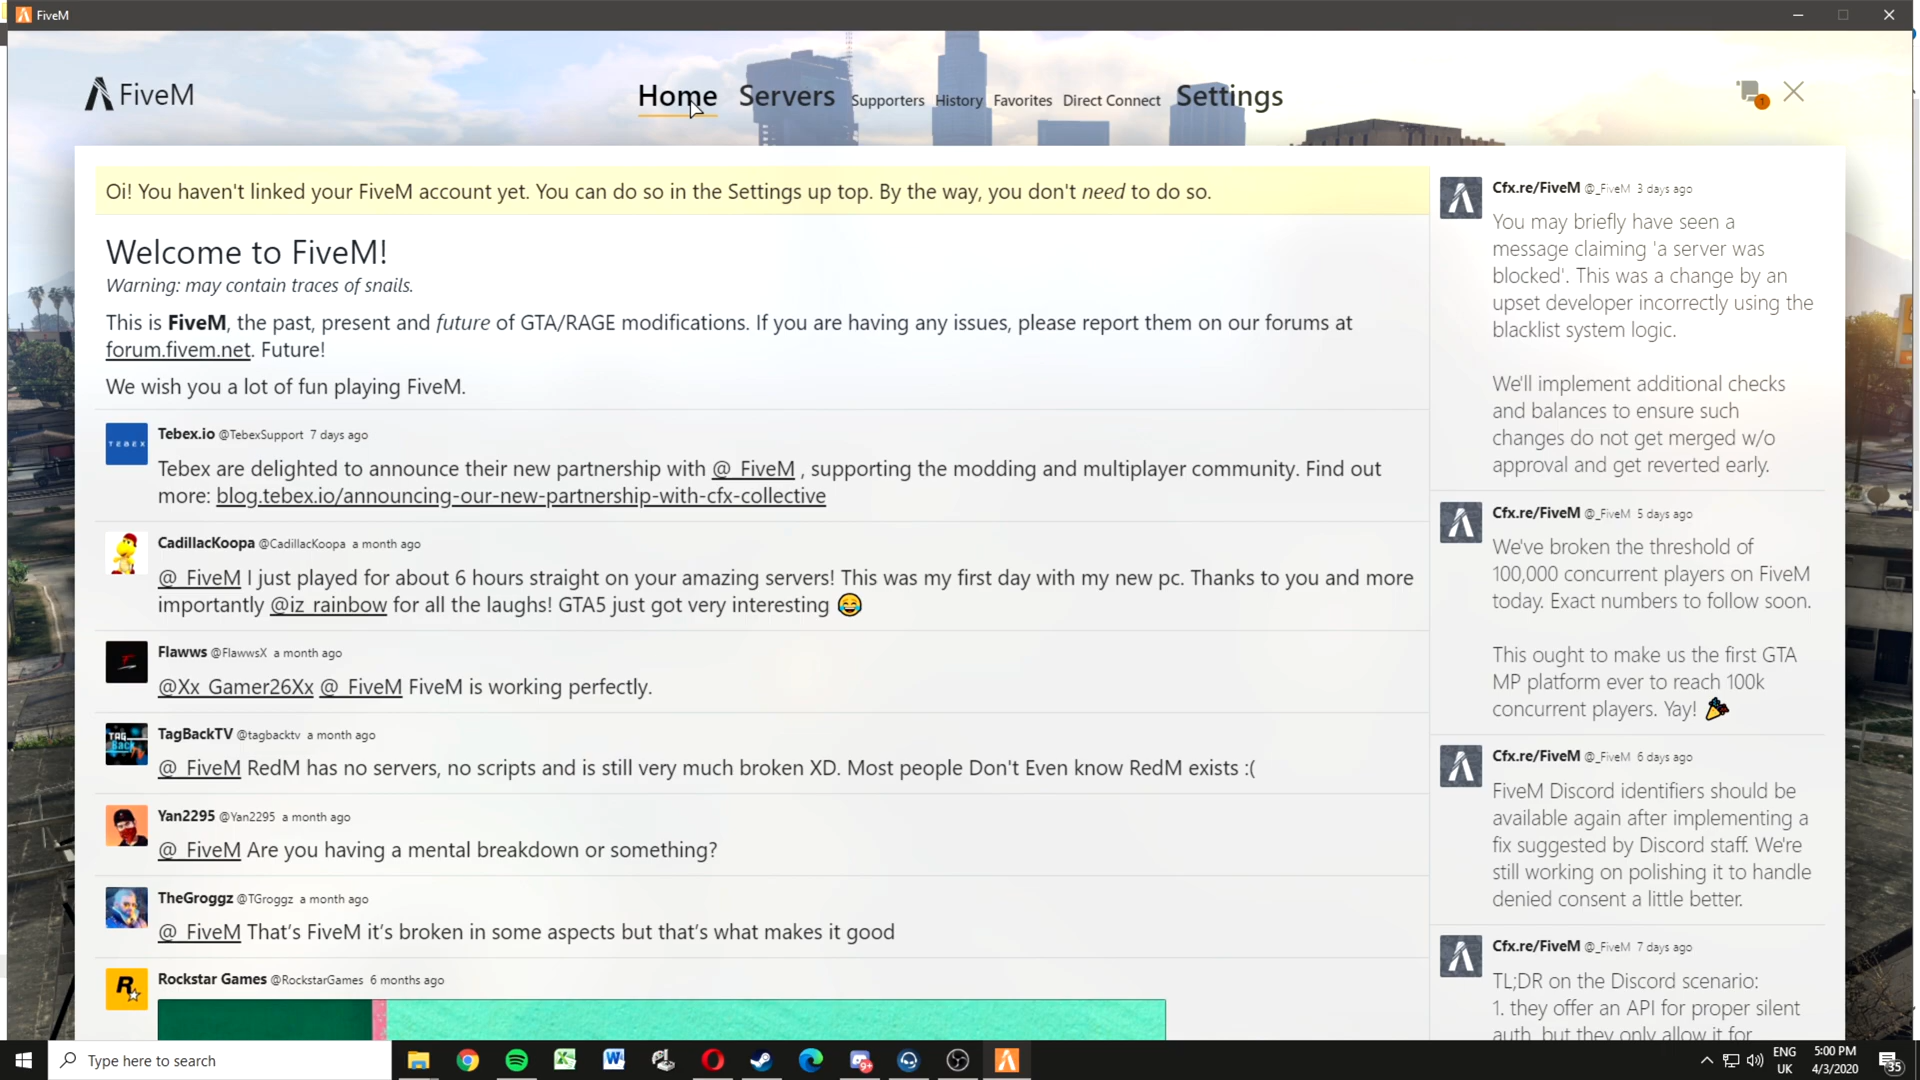 FiveM
FiveM
Home Servers Supporters History Favorites Direct Connect Settings
1
Oi! You haven't linked your FiveM account yet. You can do so in the Settings up top. By the way, you don't need to do so.
Welcome to FiveM!
Warning: may contain traces of snails.
This is FiveM, the past, present and future of GTA/RAGE modifications. If you are having any issues, please report them on our forums at
forum.fivem.net. Future!
We wish you a lot of fun playing FiveM.
TEBEX
Tebex.io @TebexSupport 7 days ago
Tebex are delighted to announce their new partnership with @_FiveM , supporting the modding and multiplayer community. Find out
more: blog.tebex.io/announcing-our-new-partnership-with-cfx-collective
CadillacKoopa @CadillacKoopa a month ago
@_FiveM I just played for about 6 hours straight on your amazing servers! This was my first day with my new pc. Thanks to you and more
importantly @iz_rainbow for all the laughs! GTA5 just got very interesting 😂
Flawws @FlawwsX a month ago
@Xx_Gamer26Xx @_FiveM FiveM is working perfectly.
TAG
Back
TagBackTV @tagbacktv a month ago
@_FiveM RedM has no servers, no scripts and is still very much broken XD. Most people Don't Even know RedM exists :(
Yan2295 @Yan2295 a month ago
@_FiveM Are you having a mental breakdown or something?
TheGroggz @TGroggz a month ago
@_FiveM That’s FiveM it’s broken in some aspects but that’s what makes it good
R
Rockstar Games @RockstarGames 6 months ago
Cfx.re/FiveM @_FiveM 3 days ago
You may briefly have seen a
message claiming 'a server was
blocked'. This was a change by an
upset developer incorrectly using the
blacklist system logic.
We'll implement additional checks
and balances to ensure such
changes do not get merged w/o
approval and get reverted early.
Cfx.re/FiveM @_FiveM 5 days ago
We've broken the threshold of
100,000 concurrent players on FiveM
today. Exact numbers to follow soon.
This ought to make us the first GTA
MP platform ever to reach 100k
concurrent players. Yay! 🎉
Cfx.re/FiveM @_FiveM 6 days ago
FiveM Discord identifiers should be
available again after implementing a
fix suggested by Discord staff. We're
still working on polishing it to handle
denied consent a little better.
Cfx.re/FiveM @_FiveM 7 days ago
TL;DR on the Discord scenario:
1. they offer an API for proper silent
auth, but they only allow it for
Type here to search
9+
ENG
UK
5:00 PM
4/3/2020
35